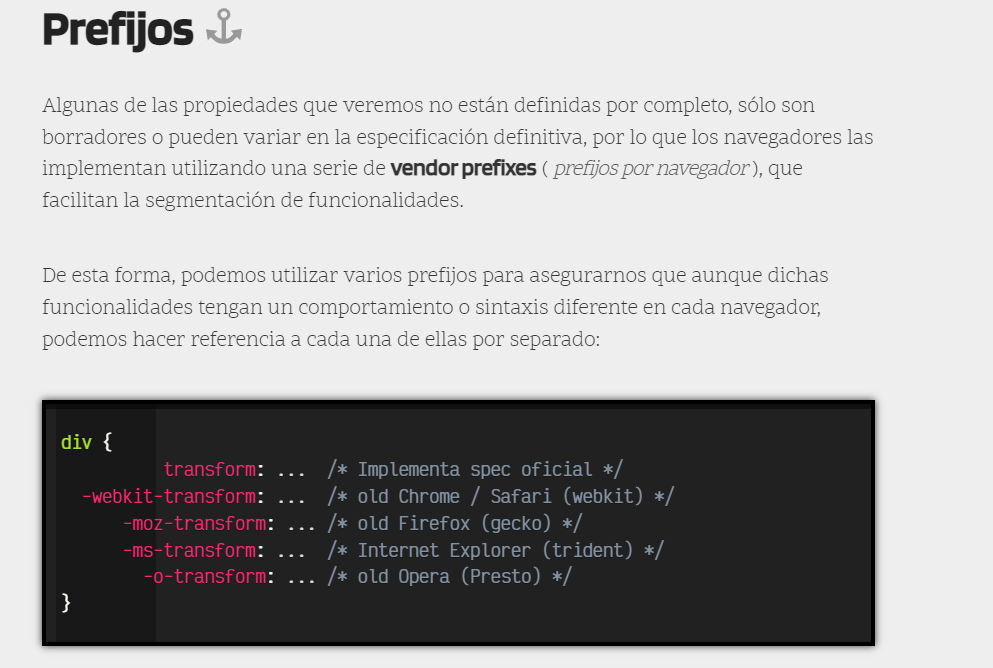 Prefijos
Algunas de las propiedades que veremos no están definidas por completo, sólo son
borradores o pueden variar en la especificación definitiva, por lo que los navegadores las
implementan utilizando una serie de vendor prefixes ( prefijos por navegador ), que
facilitan la segmentación de funcionalidades.
De esta forma, podemos utilizar varios prefijos para asegurarnos que aunque dichas
funcionalidades tengan un comportamiento o sintaxis diferente en cada navegador,
podemos hacer referencia a cada una de ellas por separado:
div {
transform: ... /* Implementa spec oficial */
-webkit-transform: ... /* old Chrome / Safari (webkit) */
-moz-transform: ... /* old Firefox (gecko) */
-ms-transform: ... /* Internet Explorer (trident) */
-o-transform: ... /* old Opera (Presto) */
}